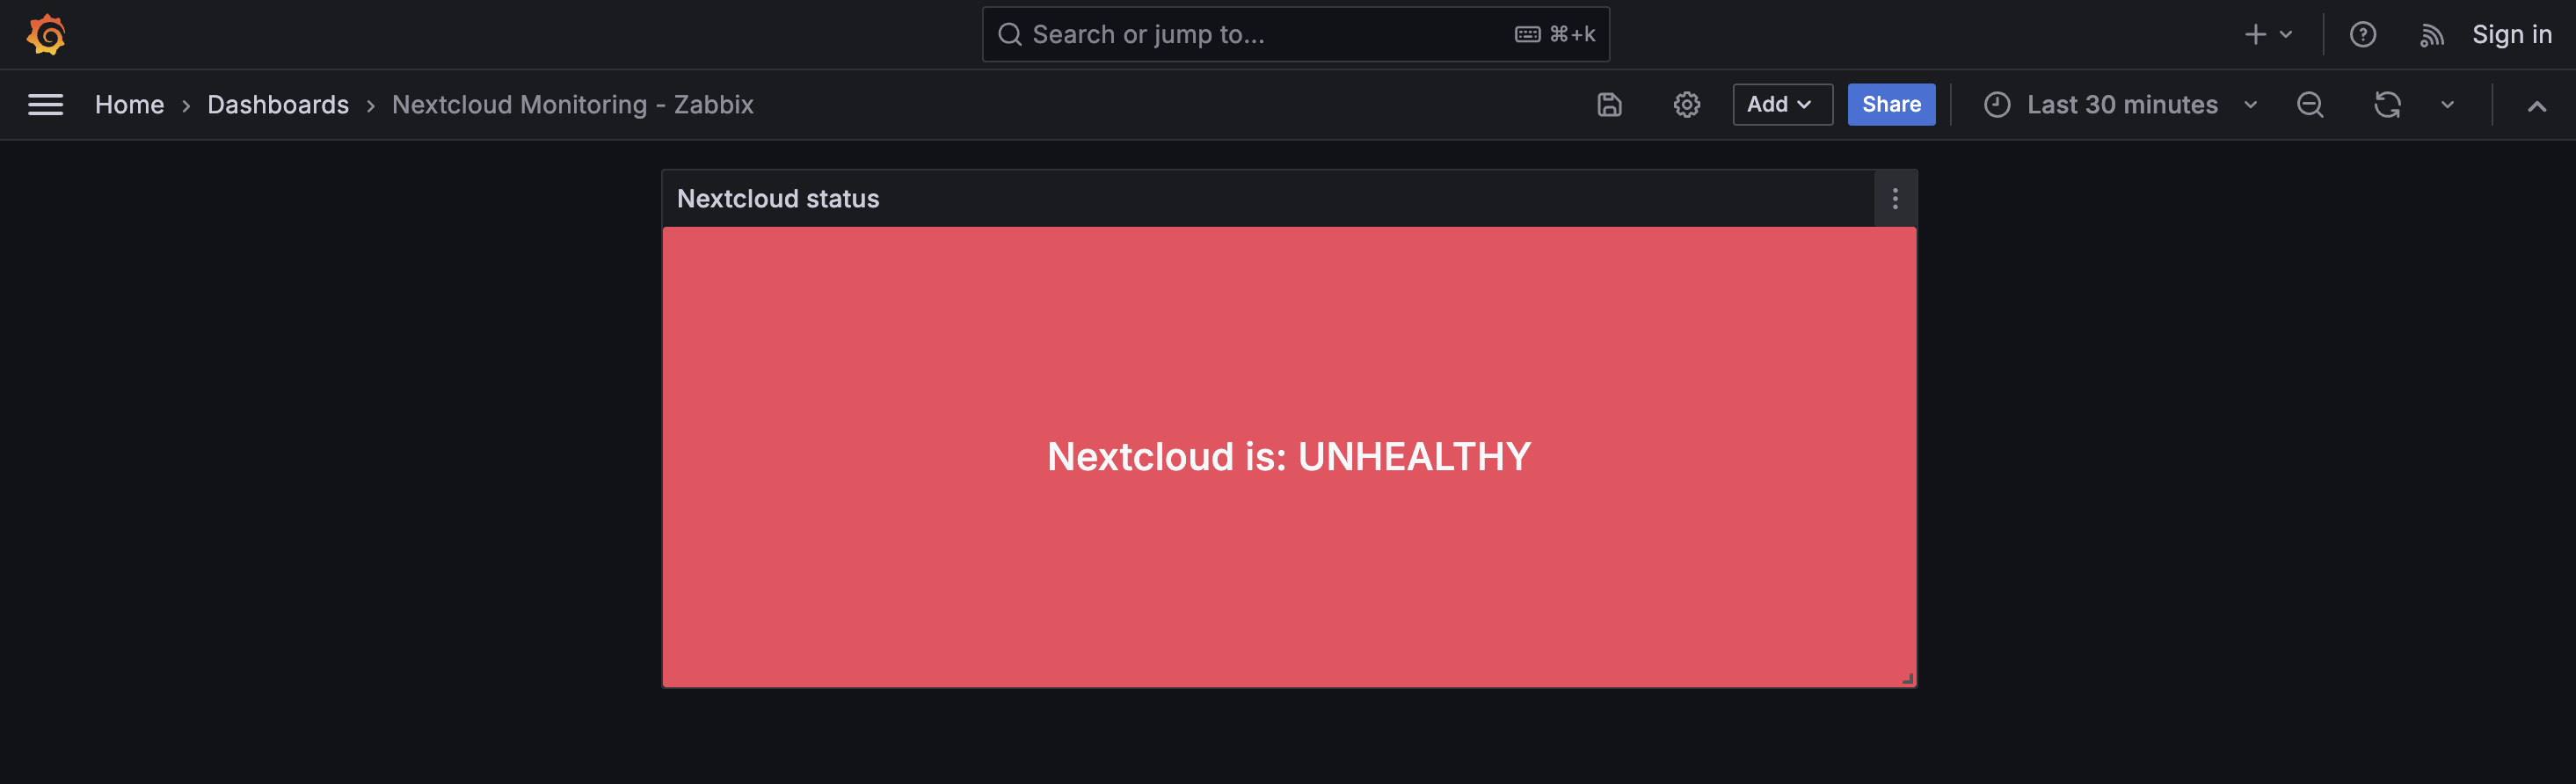 Search or jump to... ⌘+k
Sign in
Home › Dashboards › Nextcloud Monitoring - Zabbix
Add
Share
Last 30 minutes
Nextcloud status
Nextcloud is: UNHEALTHY